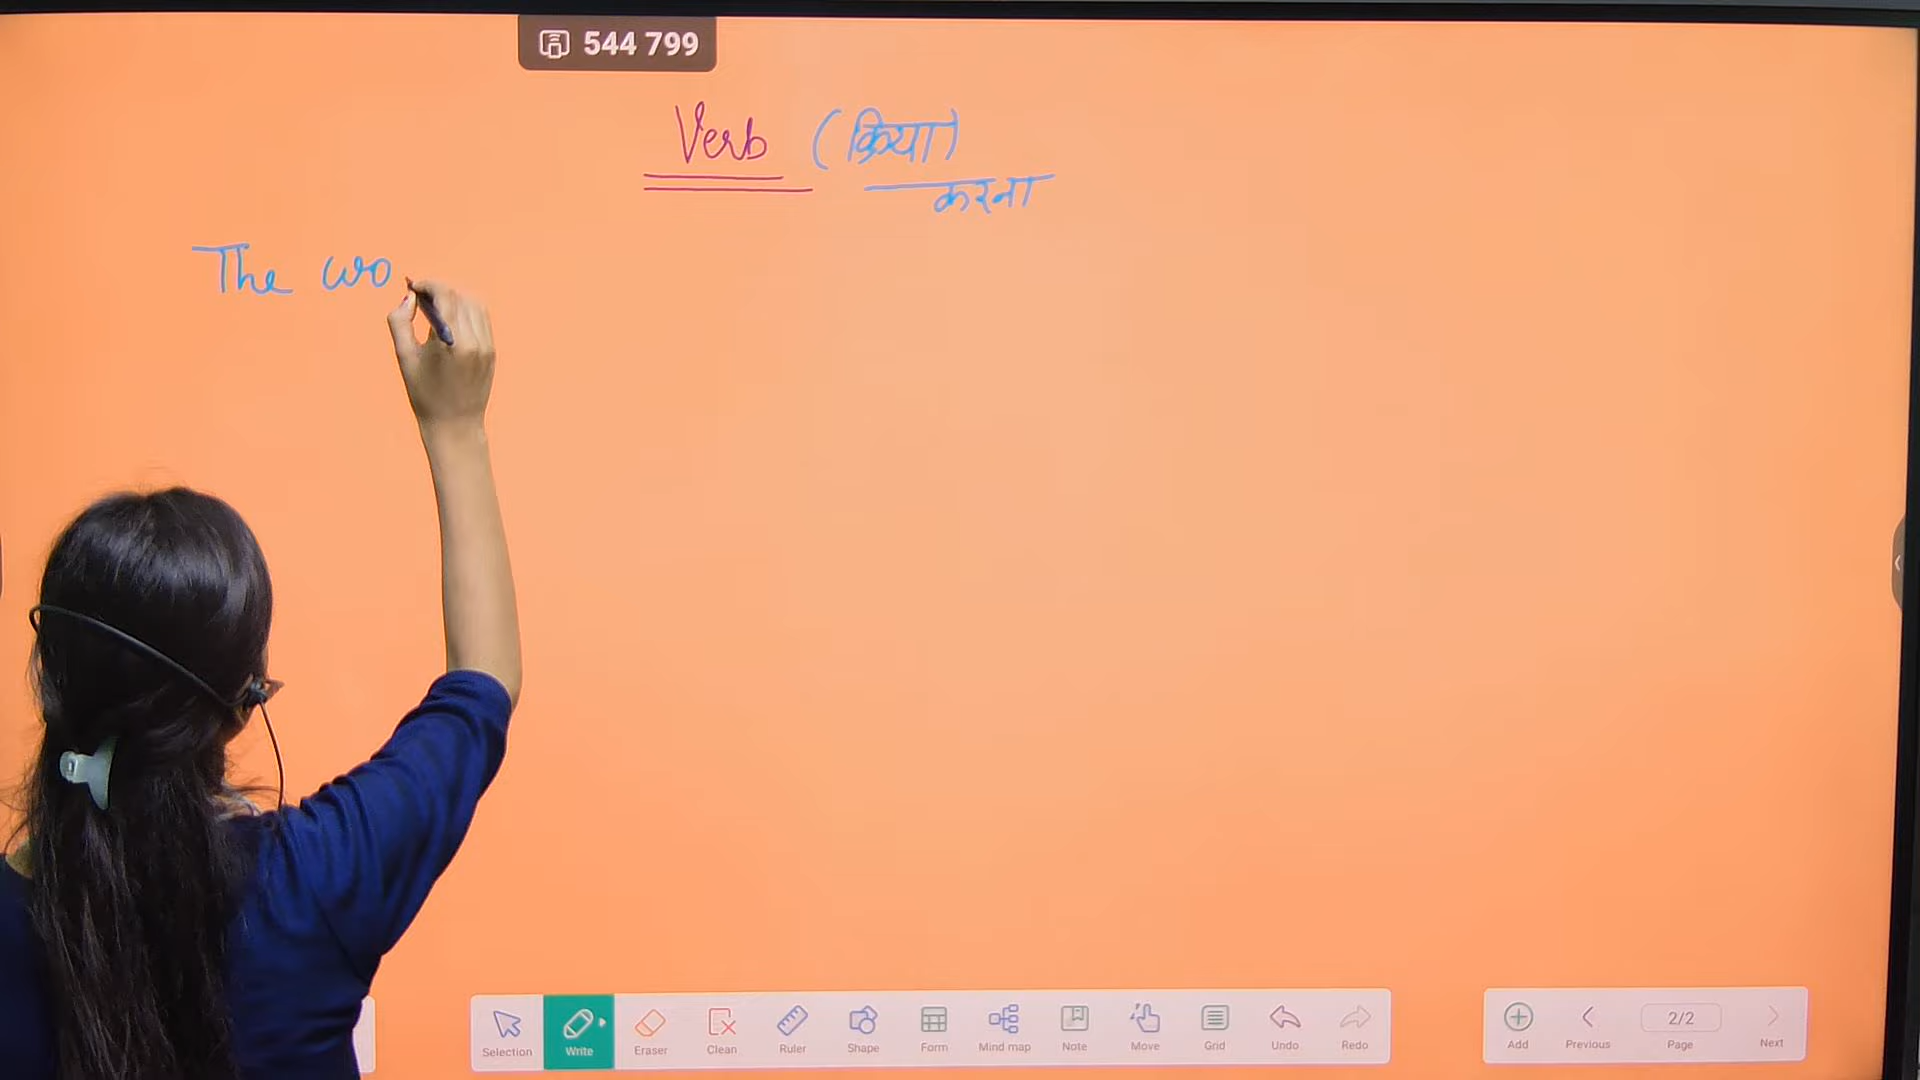 544 799
Verb (क्रिया)
करना
The wo
Selection Write Eraser Clean Ruler Shape Form Mind map Note Move Grid Undo Redo
Add Previous 2/2 Page Next